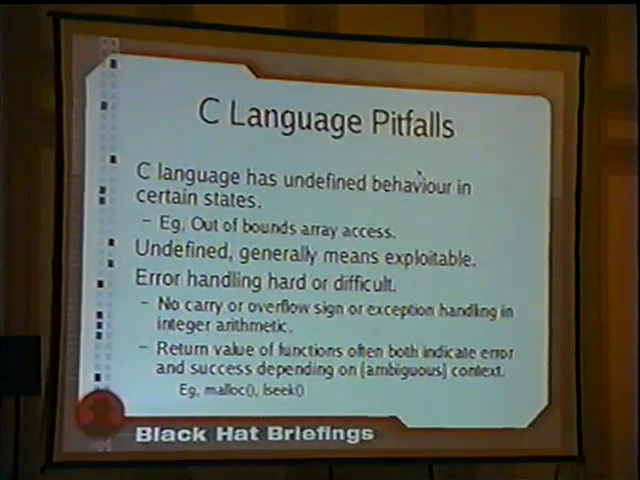 C Language Pitfalls
C language has undefined behaviour in
certain states.
– Eg, Out of bounds array access.
Undefined, generally means exploitable.
Error handling hard or difficult.
– No carry or overflow sign or exception handling in
integer arithmetic.
– Return value of functions often both indicate error
and success depending on (ambiguous) context.
Eg, malloc(), lseek()
Black Hat Briefings